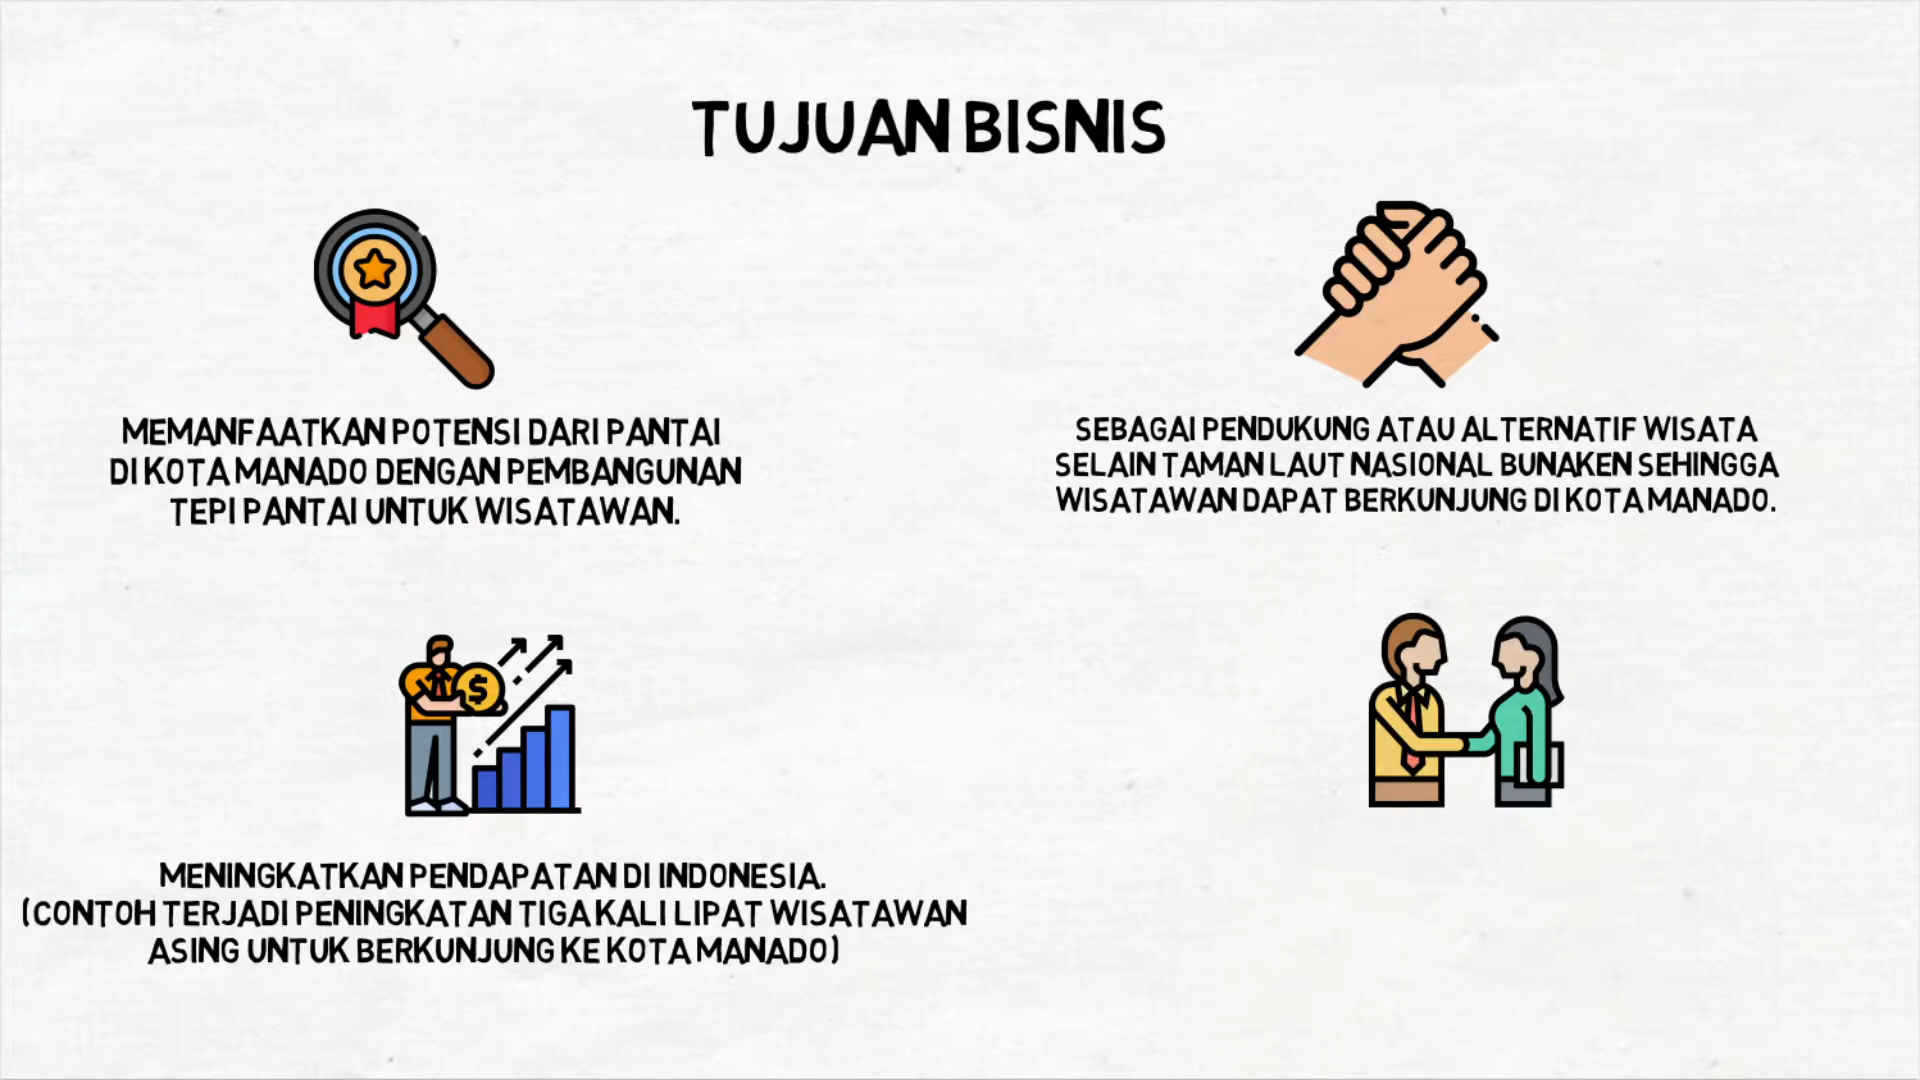 TUJUAN BISNIS
MEMANFAATKAN POTENSI DARI PANTAI
DI KOTA MANADO DENGAN PEMBANGUNAN
TEPI PANTAI UNTUK WISATAWAN.
SEBAGAI PENDUKUNG ATAU ALTERNATIF WISATA
SELAIN TAMAN LAUT NASIONAL BUNAKEN SEHINGGA
WISATAWAN DAPAT BERKUNJUNG DI KOTA MANADO.
$
MENINGKATKAN PENDAPATAN DI INDONESIA.
(CONTOH TERJADI PENINGKATAN TIGA KALI LIPAT WISATAWAN
ASING UNTUK BERKUNJUNG KE KOTA MANADO)